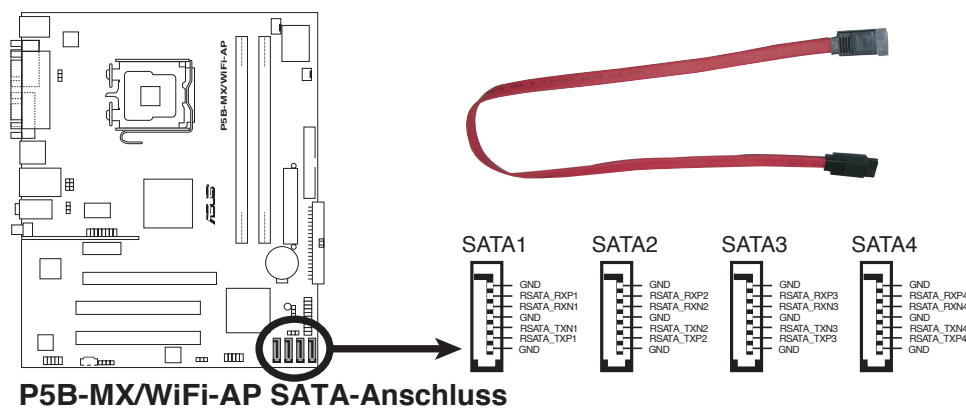 P5B-MX/WiFi-AP
ASUS
SATA1
GND
RSATA_RXP1
RSATA_RXN1
GND
RSATA_TXN1
RSATA_TXP1
GND
SATA2
GND
RSATA_RXP2
RSATA_RXN2
GND
RSATA_TXN2
RSATA_TXP2
GND
SATA3
GND
RSATA_RXP3
RSATA_RXN3
GND
RSATA_TXN3
RSATA_TXP3
GND
SATA4
GND
RSATA_RXP4
RSATA_RXN4
GND
RSATA_TXN4
RSATA_TXP4
GND
P5B-MX/WiFi-AP SATA-Anschluss